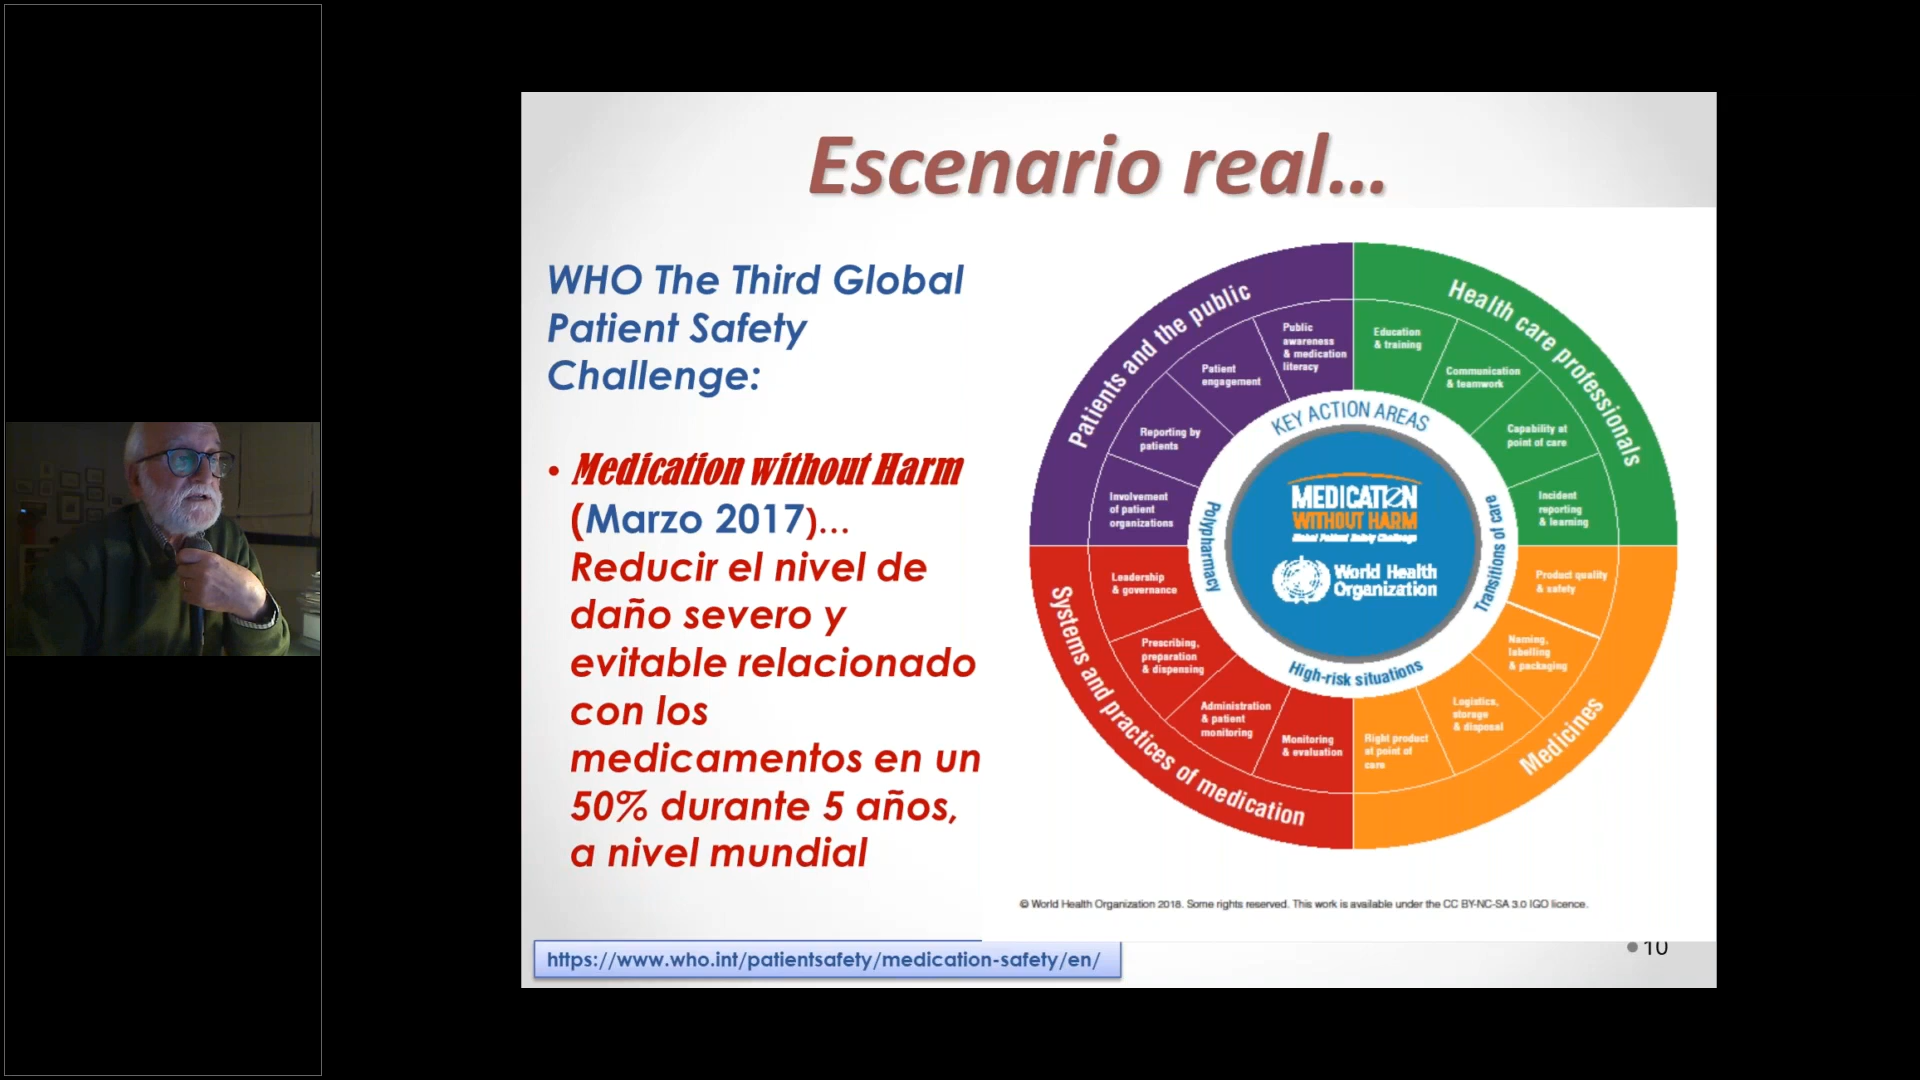 Escenario real...
WHO The Third Global
Patient Safety
Challenge:
• Medication without Harm
(Marzo 2017)...
Reducir el nivel de
daño severo y
evitable relacionado
con los
medicamentos en un
50% durante 5 años,
a nivel mundial
https://www.who.int/patientsafety/medication-safety/en/
Patients and the public
Public
awareness
& medication
literacy
Patient
engagement
Reporting by
patients
Involvement
of patient
organizations
Health care professionals
Education
& training
Communication
& teamwork
Capability at
point of care
Incident
reporting
& learning
Medicines
Product quality
& safety
Naming,
labelling
& packaging
Logistics,
storage
& disposal
Right product
at point of
care
Systems and practices of medication
Leadership
& governance
Prescribing,
preparation
& dispensing
Administration
& patient
monitoring
Monitoring
& evaluation
KEY ACTION AREAS
Polypharmacy
Transitions of care
High-risk situations
MEDICATION
WITHOUT HARM
Global Patient Safety Challenge
World Health
Organization
© World Health Organization 2018. Some rights reserved. This work is available under the CC BY-NC-SA 3.0 IGO licence.
• 10